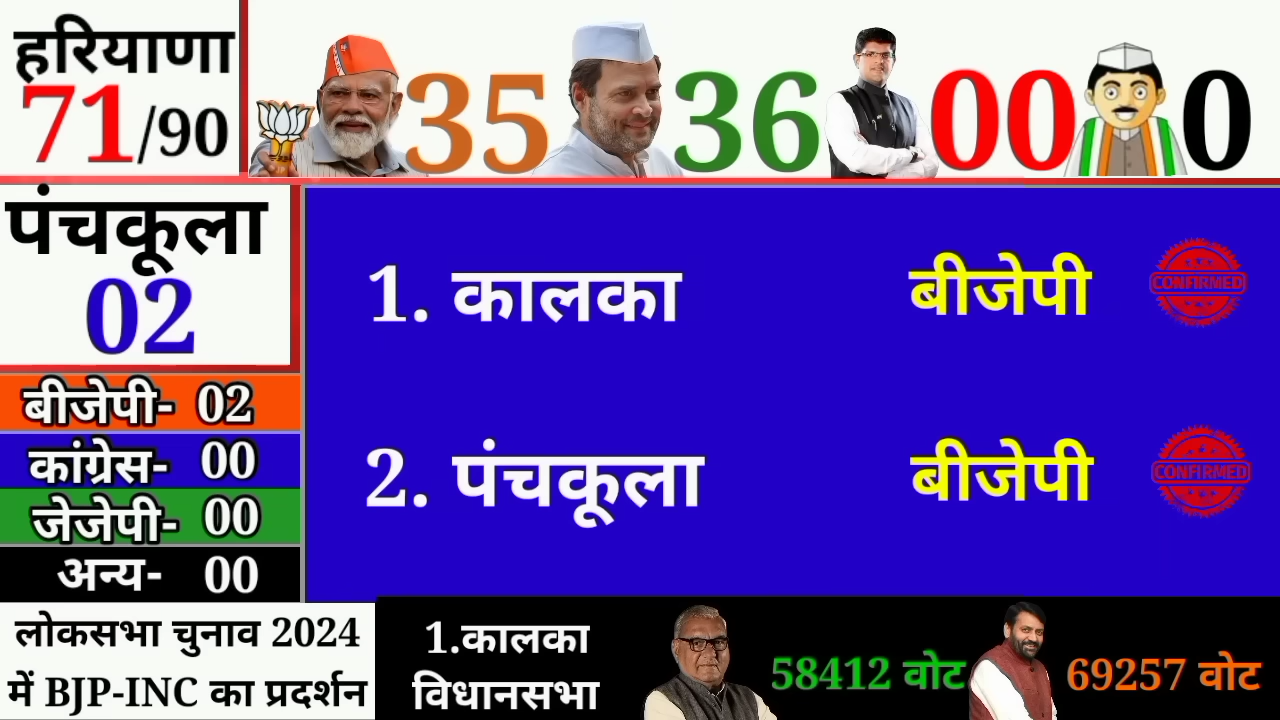 हरियाणा
71/90
35
36
00
0
पंचकूला
02
1. कालका बीजेपी CONFIRMED
2. पंचकूला बीजेपी CONFIRMED
बीजेपी- 02
कांग्रेस- 00
जेजेपी- 00
अन्य- 00
लोकसभा चुनाव 2024
में BJP-INC का प्रदर्शन
1.कालका
विधानसभा
58412 वोट
69257 वोट